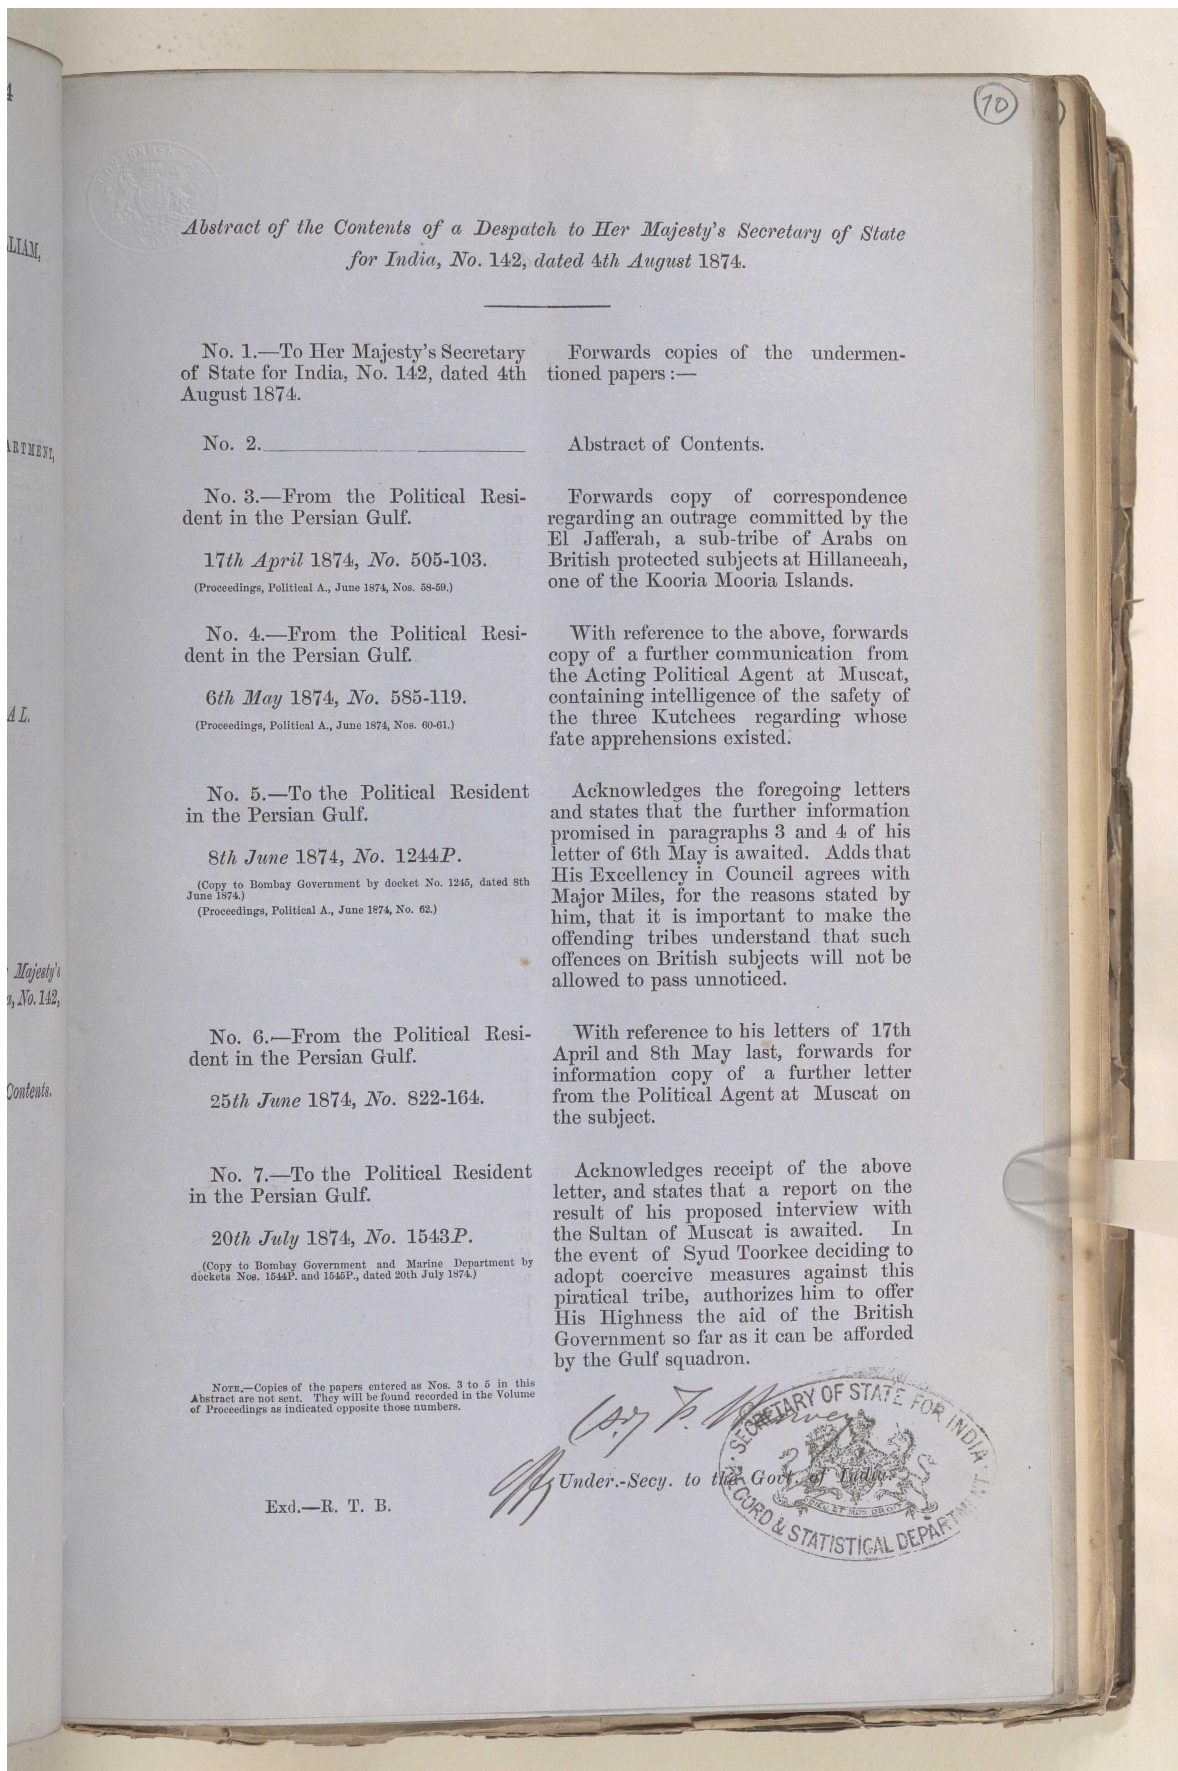 10
Abstract of the Contents of a Despatch to Her Majesty's Secretary of State
for India, No. 142, dated 4th August 1874.
No. 1.—To Her Majesty's Secretary
of State for India, No. 142, dated 4th
August 1874.
Forwards copies of the undermen-
tioned papers :—
No. 2.
Abstract of Contents.
No. 3.—From the Political Resi-
dent in the Persian Gulf.
17th April 1874, No. 505-103.
(Proceedings, Political A., June 1874, Nos. 58-59.)
Forwards copy of correspondence
regarding an outrage committed by the
El Jafferah, a sub-tribe of Arabs on
British protected subjects at Hillaneeah,
one of the Kooria Mooria Islands.
No. 4.—From the Political Resi-
dent in the Persian Gulf.
6th May 1874, No. 585-119.
(Proceedings, Political A., June 1874, Nos. 60-61.)
With reference to the above, forwards
copy of a further communication from
the Acting Political Agent at Muscat,
containing intelligence of the safety of
the three Kutchees regarding whose
fate apprehensions existed.
No. 5.—To the Political Resident
in the Persian Gulf.
8th June 1874, No. 1244P.
(Copy to Bombay Government by docket No. 1245, dated 8th
June 1874.)
(Proceedings, Political A., June 1874, No. 62.)
Acknowledges the foregoing letters
and states that the further information
promised in paragraphs 3 and 4 of his
letter of 6th May is awaited. Adds that
His Excellency in Council agrees with
Major Miles, for the reasons stated by
him, that it is important to make the
offending tribes understand that such
offences on British subjects will not be
allowed to pass unnoticed.
No. 6.—From the Political Resi-
dent in the Persian Gulf.
25th June 1874, No. 822-164.
With reference to his letters of 17th
April and 8th May last, forwards for
information copy of a further letter
from the Political Agent at Muscat on
the subject.
No. 7.—To the Political Resident
in the Persian Gulf.
20th July 1874, No. 1543P.
(Copy to Bombay Government and Marine Department by
dockets Nos. 1544P. and 1545P., dated 20th July 1874.)
Acknowledges receipt of the above
letter, and states that a report on the
result of his proposed interview with
the Sultan of Muscat is awaited. In
the event of Syud Toorkee deciding to
adopt coercive measures against this
piratical tribe, authorizes him to offer
His Highness the aid of the British
Government so far as it can be afforded
by the Gulf squadron.
NOTE.—Copies of the papers entered as Nos. 3 to 5 in this
Abstract are not sent. They will be found recorded in the Volume
of Proceedings as indicated opposite those numbers.
Under.-Secy. to the Govt. of India.
Exd.—R. T. B.
SECRETARY OF STATE FOR INDIA
RECORD & STATISTICAL DEPARTMENT
DIEU ET MON DROIT
LIAM,
ARTMENT,
AL.
Majesty's
No. 142,
Contents.